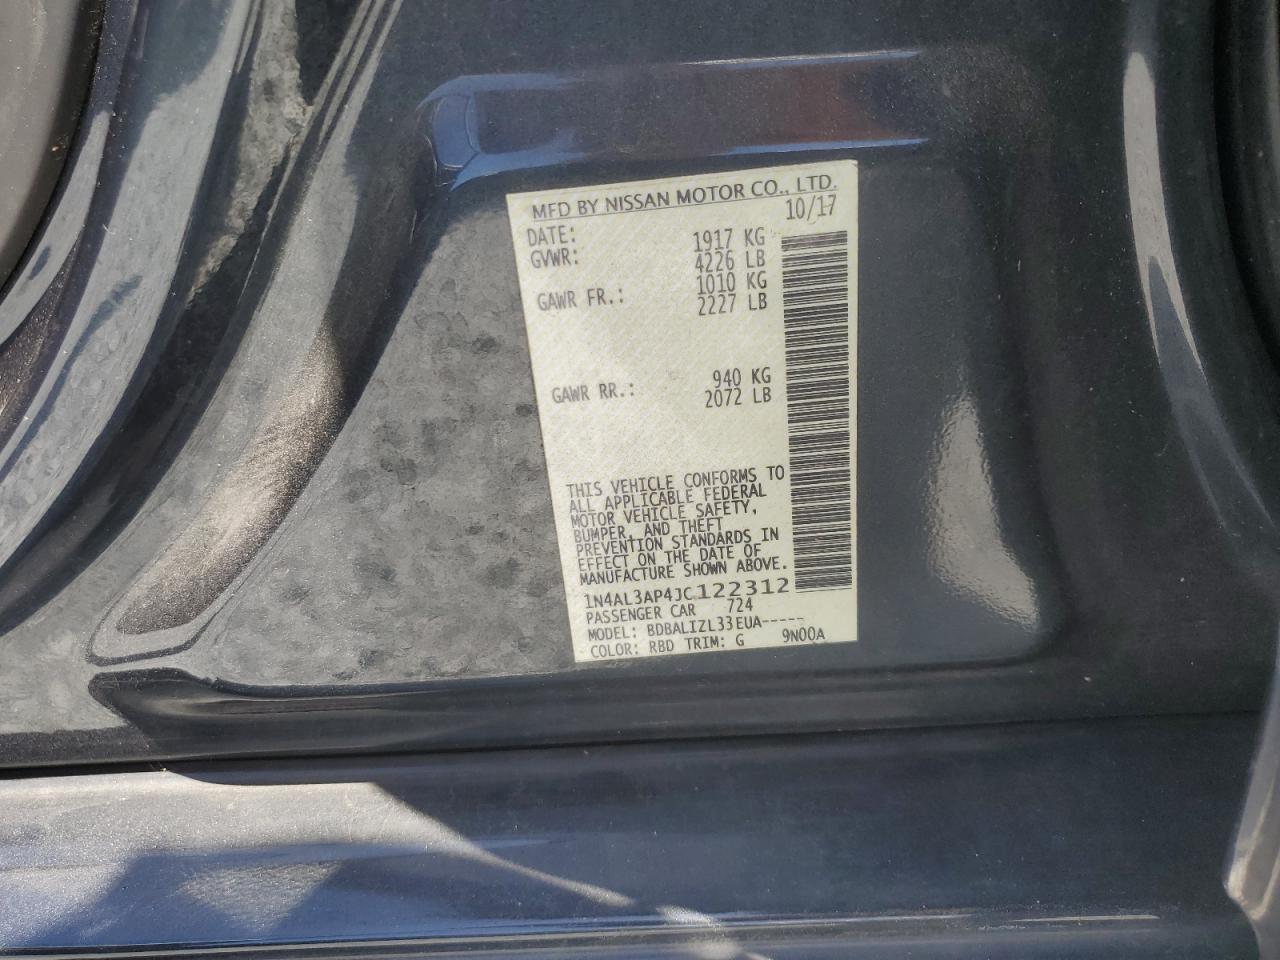 MFD BY NISSAN MOTOR CO., LTD.
DATE: 10/17
GVWR: 1917 KG
4226 LB
GAWR FR.: 1010 KG
2227 LB
GAWR RR.: 940 KG
2072 LB
THIS VEHICLE CONFORMS TO
ALL APPLICABLE FEDERAL
MOTOR VEHICLE SAFETY,
BUMPER, AND THEFT
PREVENTION STANDARDS IN
EFFECT ON THE DATE OF
MANUFACTURE SHOWN ABOVE.
1N4AL3AP4JC122312
PASSENGER CAR 724
MODEL: BDBALIZL33EUA-----
COLOR: RBD TRIM: G 9N00A